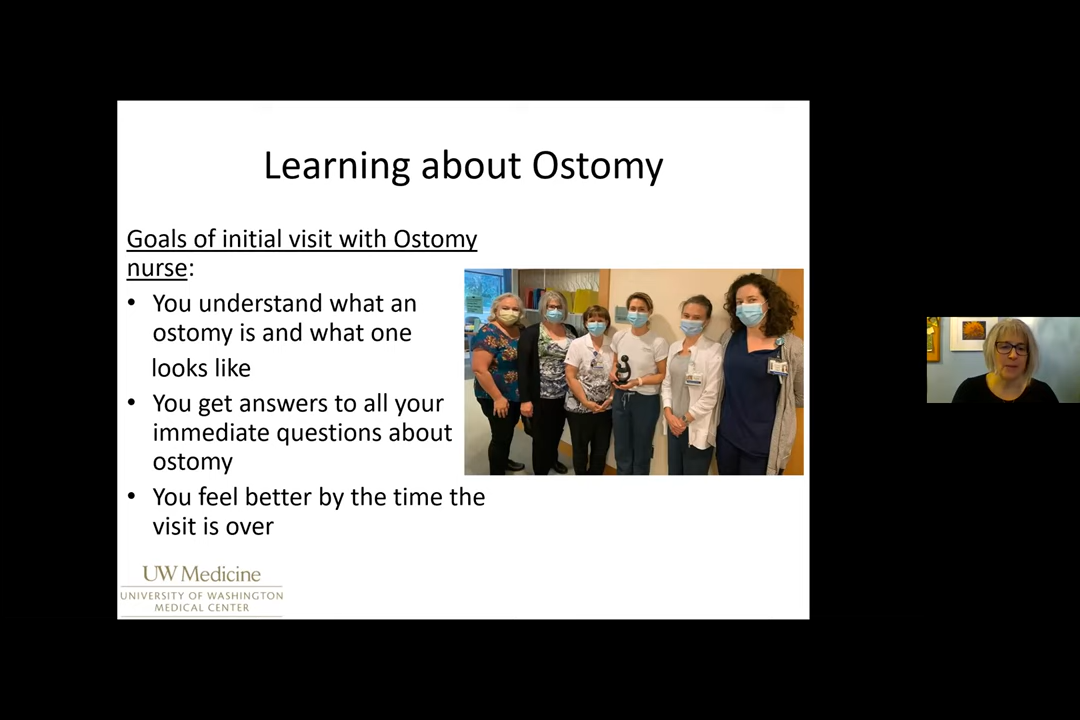 Learning about Ostomy
Goals of initial visit with Ostomy
nurse:
• You understand what an
ostomy is and what one
looks like
• You get answers to all your
immediate questions about
ostomy
• You feel better by the time the
visit is over
UW Medicine
UNIVERSITY OF WASHINGTON
MEDICAL CENTER